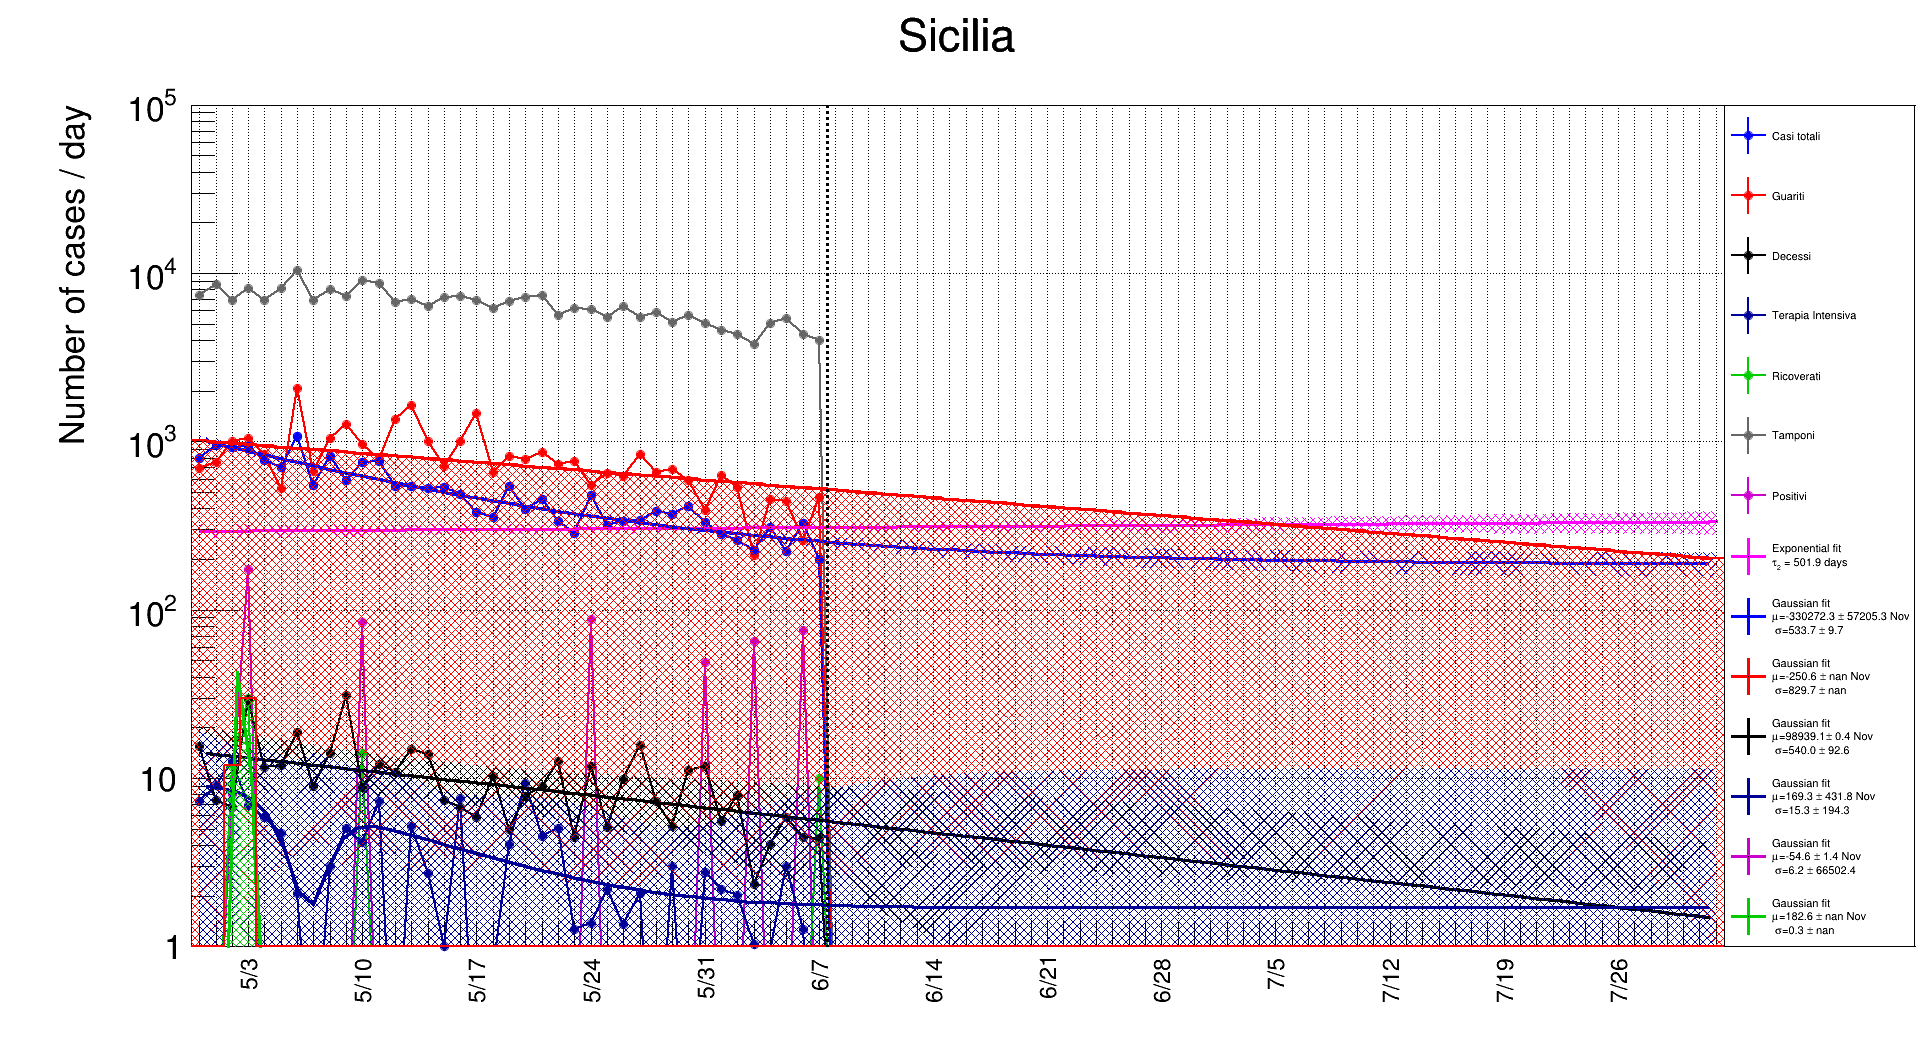 Sicilia
Number of cases / day
10^5
10^4
10^3
10^2
10
1
5/3
5/10
5/17
5/24
5/31
6/7
6/14
6/21
6/28
7/5
7/12
7/19
7/26
Casi totali
Guariti
Decessi
Terapia Intensiva
Ricoverati
Tamponi
Positivi
Exponential fit
τ₂ = 501.9 days
Gaussian fit
μ=-330272.3 ± 57205.3 Nov
σ=533.7 ± 9.7
Gaussian fit
μ=-250.6 ± nan Nov
σ=829.7 ± nan
Gaussian fit
μ=98939.1 ± 0.4 Nov
σ=540.0 ± 92.6
Gaussian fit
μ=169.3 ± 431.8 Nov
σ=15.3 ± 194.3
Gaussian fit
μ=-54.6 ± 1.4 Nov
σ=6.2 ± 66502.4
Gaussian fit
μ=182.6 ± nan Nov
σ=0.3 ± nan